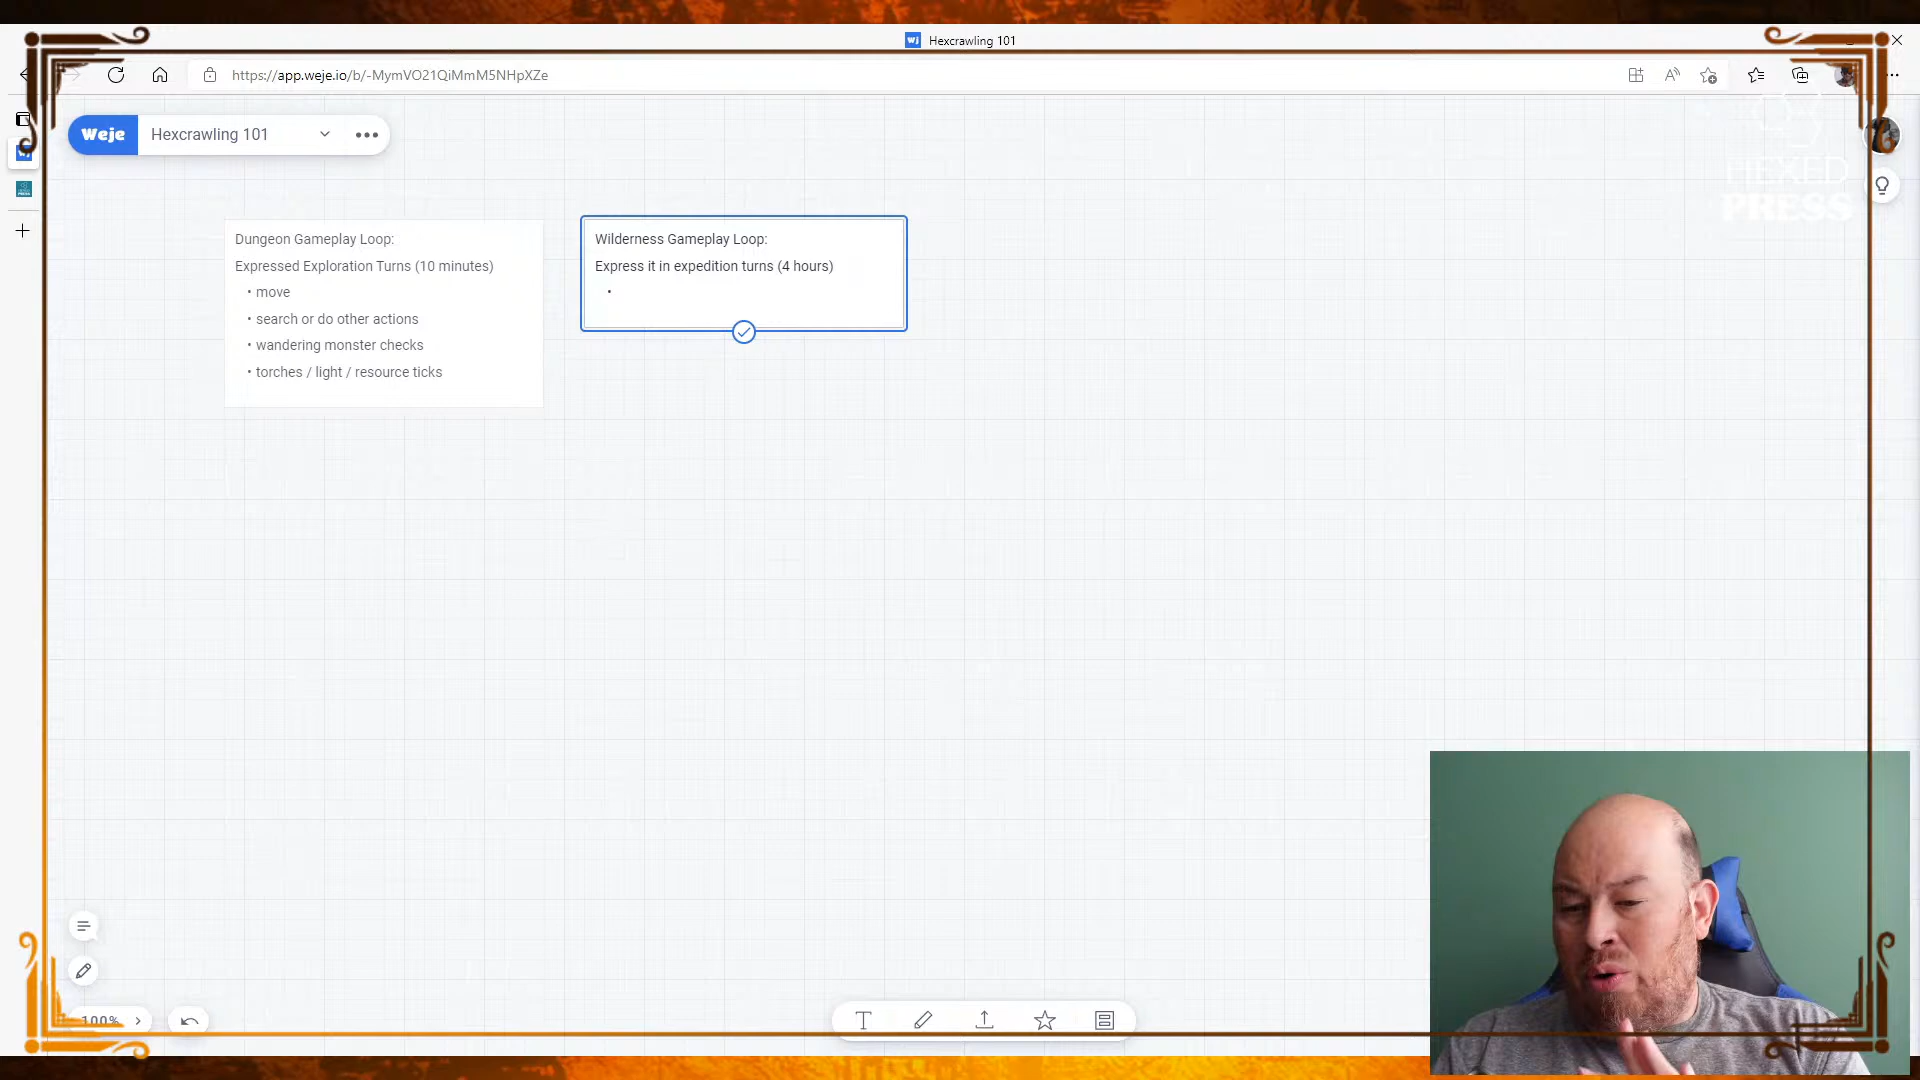 Hexcrawling 101
https://app.weje.io/b/-MymVO21QiMmM5NHpXZe
Weje
Hexcrawling 101
HEXED
PRESS
Dungeon Gameplay Loop:
Expressed Exploration Turns (10 minutes)
• move
• search or do other actions
• wandering monster checks
• torches / light / resource ticks
Wilderness Gameplay Loop:
Express it in expedition turns (4 hours)
•
100%